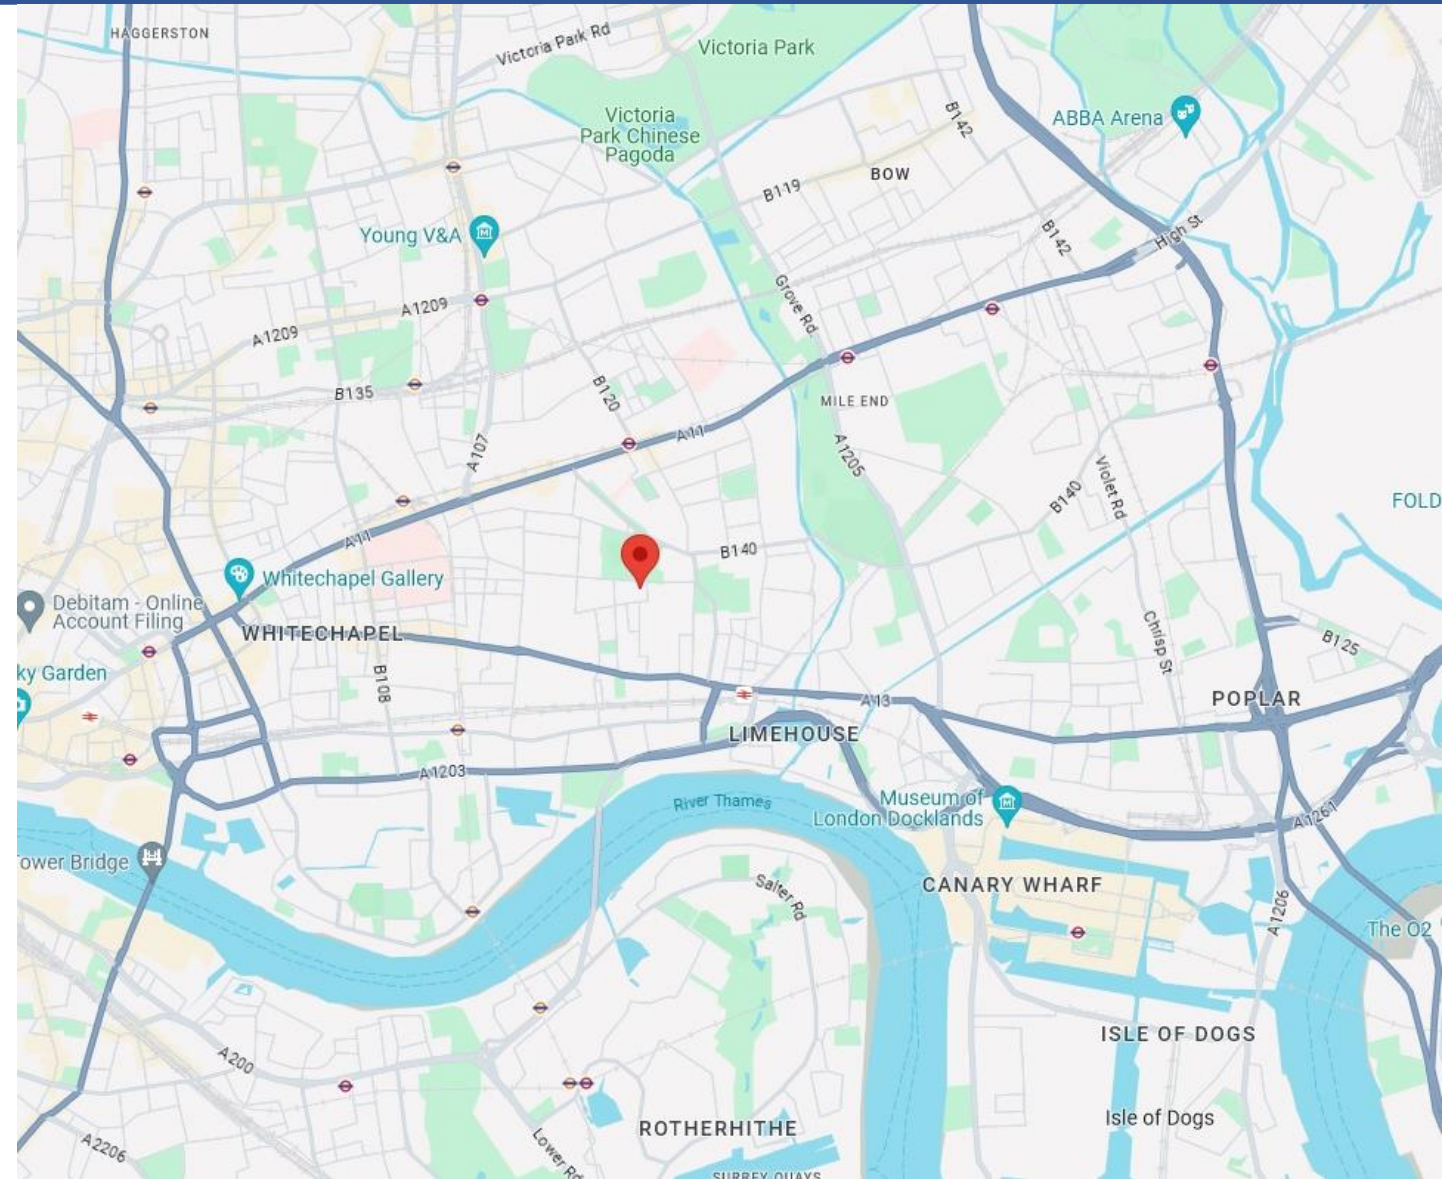 HAGGERSTON
Victoria Park Rd
Victoria Park
Victoria
Park Chinese
Pagoda
B142
ABBA Arena
BOW
B119
Young V&A
B142
High St
Grove Rd
A1209
A1209
B135
B120
MILE END
A11
A107
A1205
B140
Violet Rd
FOLD
A11
B140
Whitechapel Gallery
Debitam - Online
Account Filing
WHITECHAPEL
Chrisp St
B125
ky Garden
B108
A13
POPLAR
LIMEHOUSE
A1203
River Thames
Museum of
London Docklands
A1261
ower Bridge
CANARY WHARF
Salter Rd
A1206
The O2
ISLE OF DOGS
A200
Isle of Dogs
ROTHERHITHE
A2206
Lower Rd
SURREY QUAYS